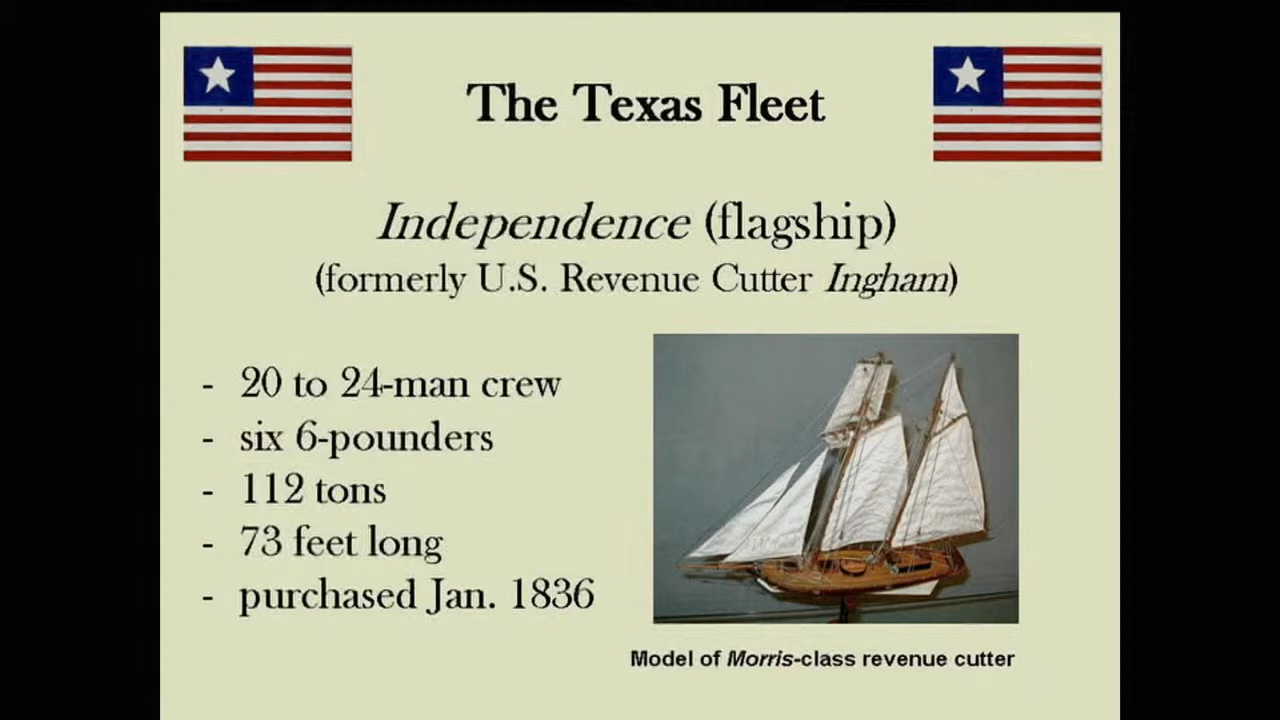 The Texas Fleet
Independence (flagship)
(formerly U.S. Revenue Cutter Ingham)
- 20 to 24-man crew
- six 6-pounders
- 112 tons
- 73 feet long
- purchased Jan. 1836
Model of Morris-class revenue cutter